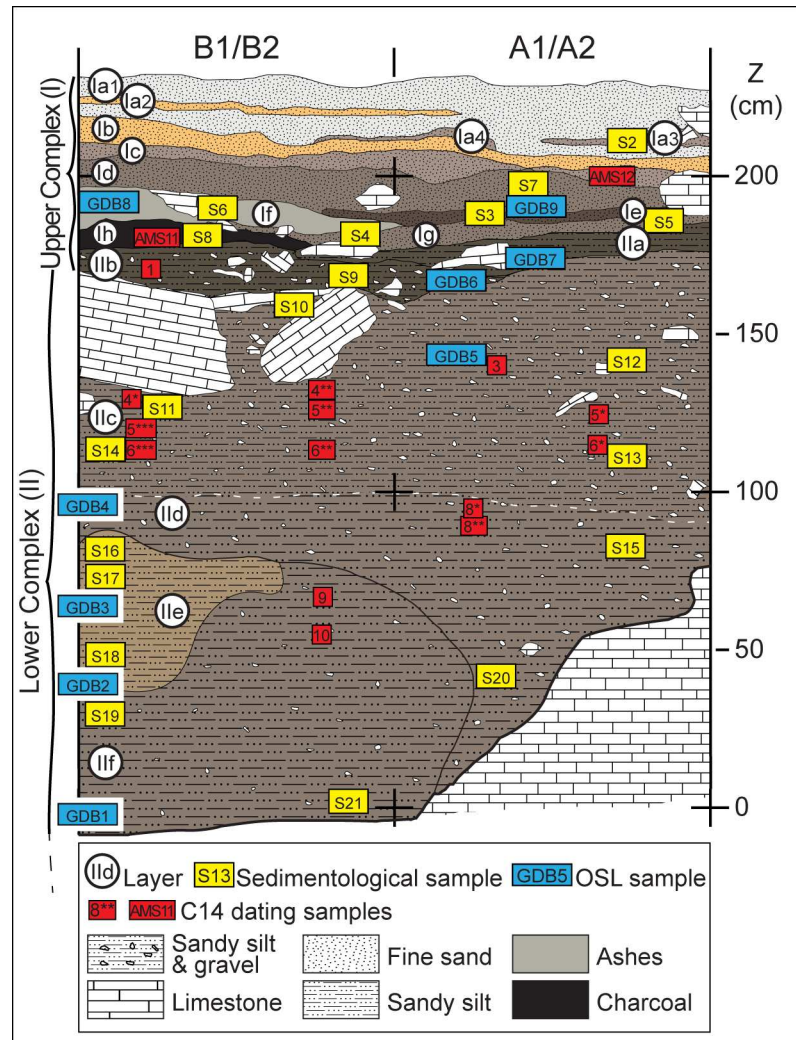 B1/B2 A1/A2
Z
(cm)
Upper Complex (I)
Lower Complex (II)
Ia1
Ia2
Ib
Ia4
S2
Ia3
Ic
Id
S7
AMS12
200
GDB8
S6
If
S3
GDB9
Ie
S5
Ih
AMS11
S8
S4
Ig
IIa
IIb
1
S9
GDB7
GDB6
S10
150
GDB5
3
S12
4*
S11
4**
IIc
5***
5**
5*
S14
6***
6**
6*
S13
100
GDB4
IId
8*
8**
S16
S15
S17
GDB3
IIe
9
10
S18
50
GDB2
S20
S19
IIf
GDB1
S21
0
IId Layer S13 Sedimentological sample GDB5 OSL sample
8** AMS11 C14 dating samples
Sandy silt
& gravel
Fine sand
Ashes
Limestone
Sandy silt
Charcoal